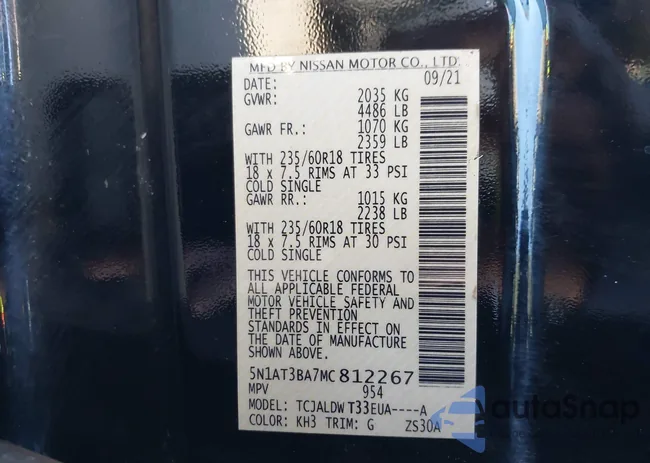 MFD BY NISSAN MOTOR CO., LTD.
DATE: 09/21
GVWR: 2035 KG
4486 LB
GAWR FR.: 1070 KG
2359 LB
WITH 235/60R18 TIRES
18 x 7.5 RIMS AT 33 PSI
COLD SINGLE
GAWR RR.: 1015 KG
2238 LB
WITH 235/60R18 TIRES
18 x 7.5 RIMS AT 30 PSI
COLD SINGLE
THIS VEHICLE CONFORMS TO
ALL APPLICABLE FEDERAL
MOTOR VEHICLE SAFETY AND
THEFT PREVENTION
STANDARDS IN EFFECT ON
THE DATE OF MANUFACTURE
SHOWN ABOVE.
5N1AT3BA7MC812267
MPV 954
MODEL: TCJALDWT33EUA----A
COLOR: KH3 TRIM: G ZS30A
autoSnap